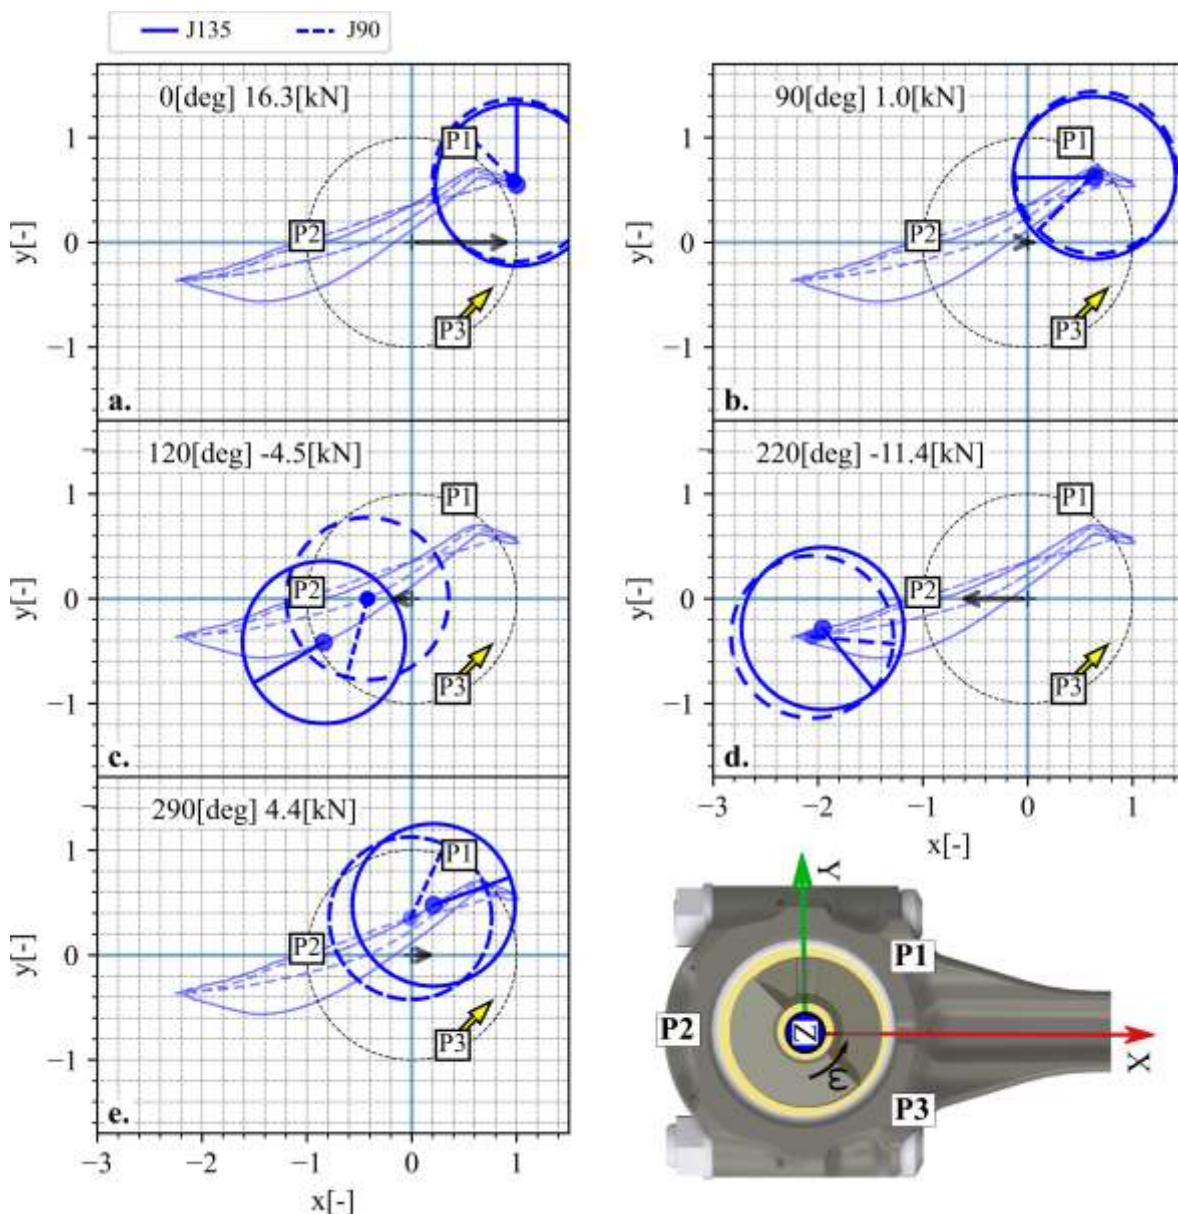 J135 J90
0[deg] 16.3[kN]
P1
P2
P3
1
0
−1
y[-]
a.
90[deg] 1.0[kN]
P1
P2
P3
1
0
−1
y[-]
b.
120[deg] -4.5[kN]
P1
P2
P3
1
0
−1
y[-]
c.
220[deg] -11.4[kN]
P1
P2
P3
1
0
−1
y[-]
d.
−3 −2 −1 0 1
x[-]
290[deg] 4.4[kN]
P1
P2
P3
1
0
−1
y[-]
e.
−3 −2 −1 0 1
x[-]
Y
P1
P2
Z
X
ω
P3